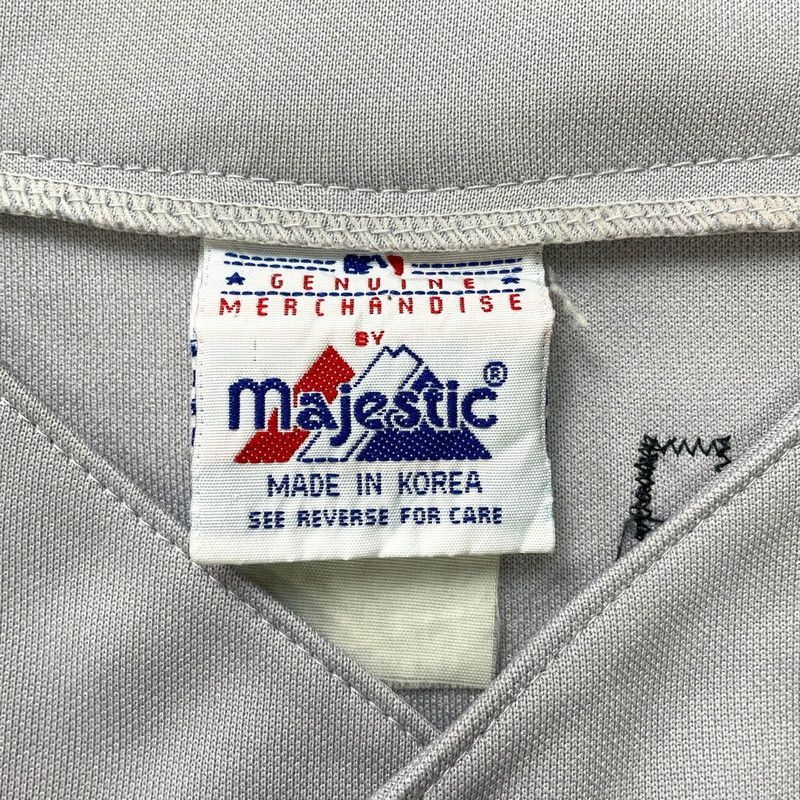 GENUINE
MERCHANDISE
BY
Majestic®
MADE IN KOREA
SEE REVERSE FOR CARE